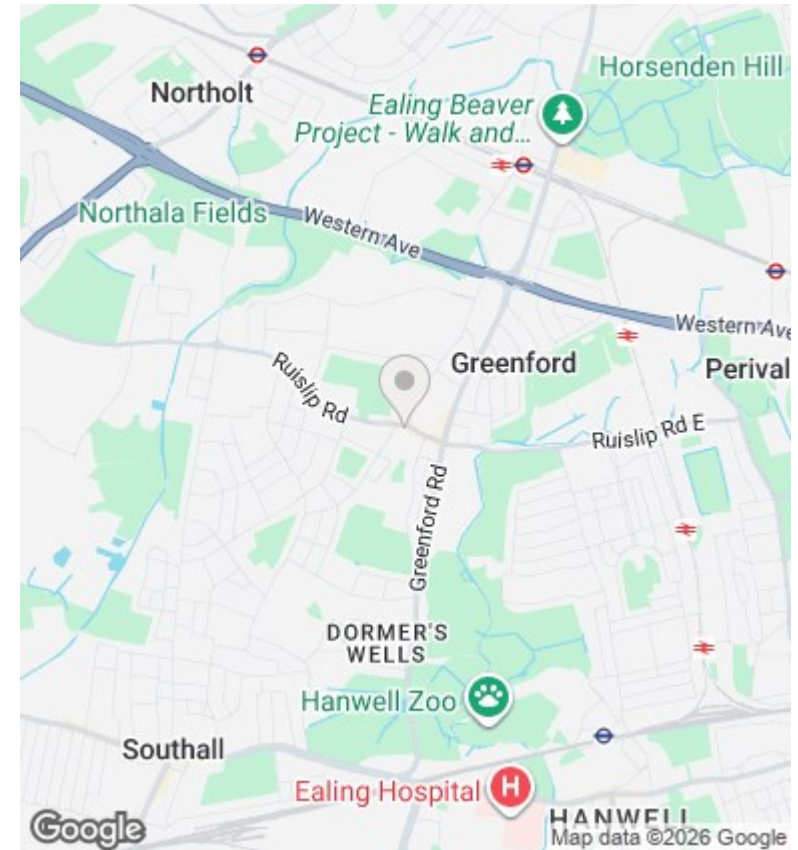 Horsenden Hill
Northolt
Ealing Beaver
Project - Walk and...
Northala Fields
Western Ave
Western Ave
Greenford
Perival
Ruislip Rd
Ruislip Rd E
Greenford Rd
DORMER'S
WELLS
Hanwell Zoo
Southall
Ealing Hospital
H
HANWELL
Google
Map data ©2026 Google